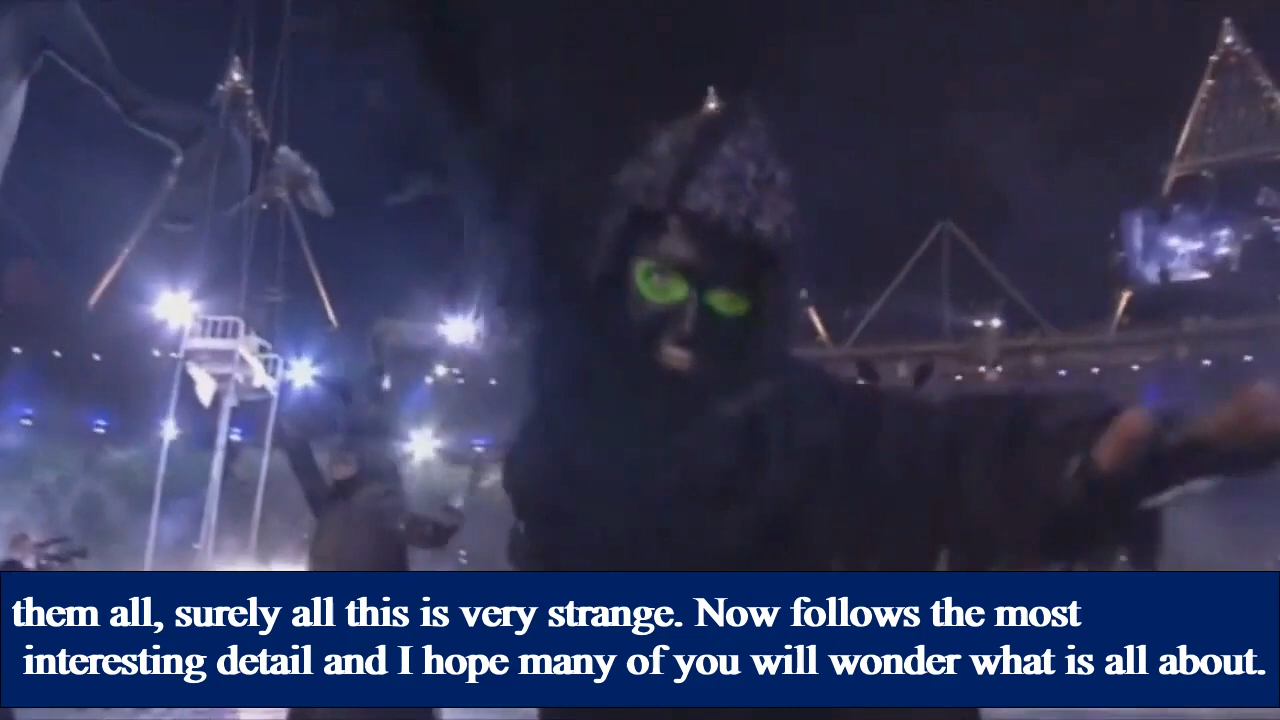 them all, surely all this is very strange. Now follows the most
interesting detail and I hope many of you will wonder what is all about.